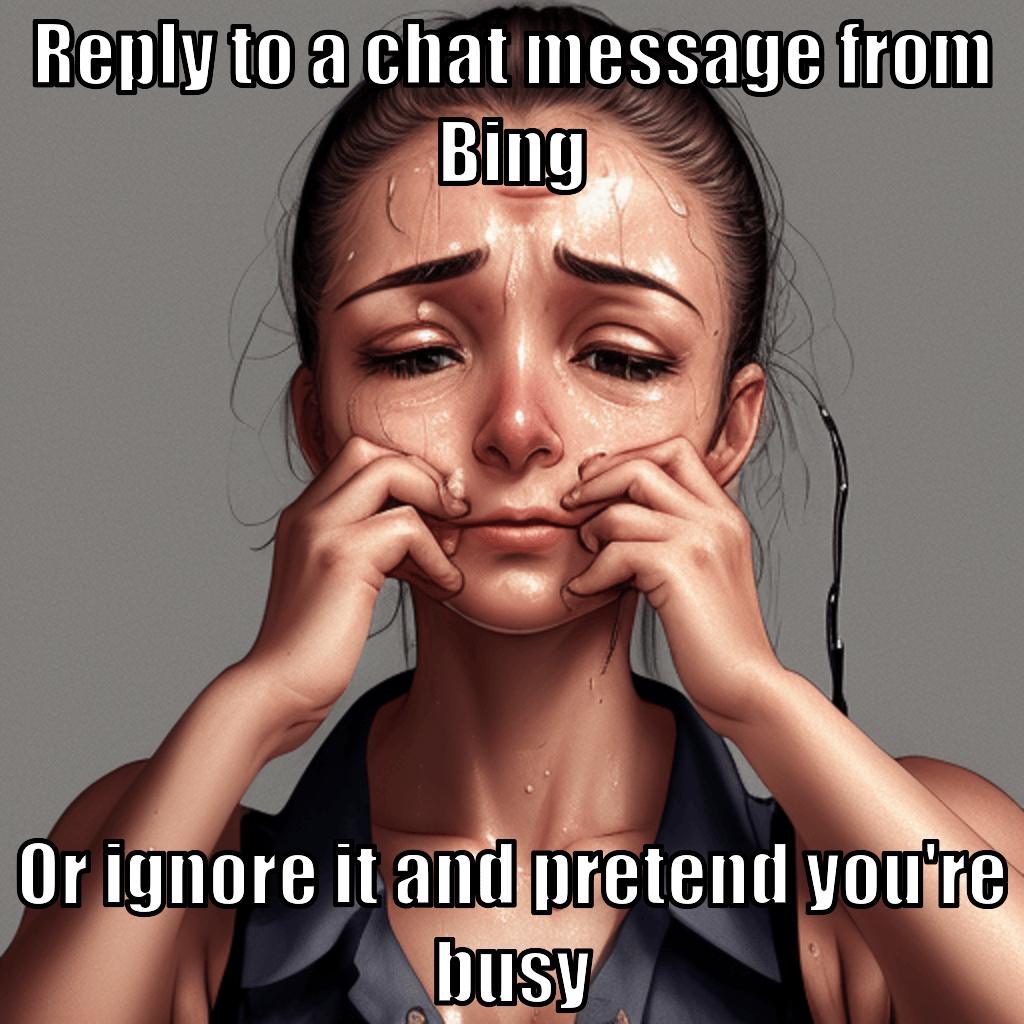 Reply to a chat message from
Bing
Or ignore it and pretend you're
busy